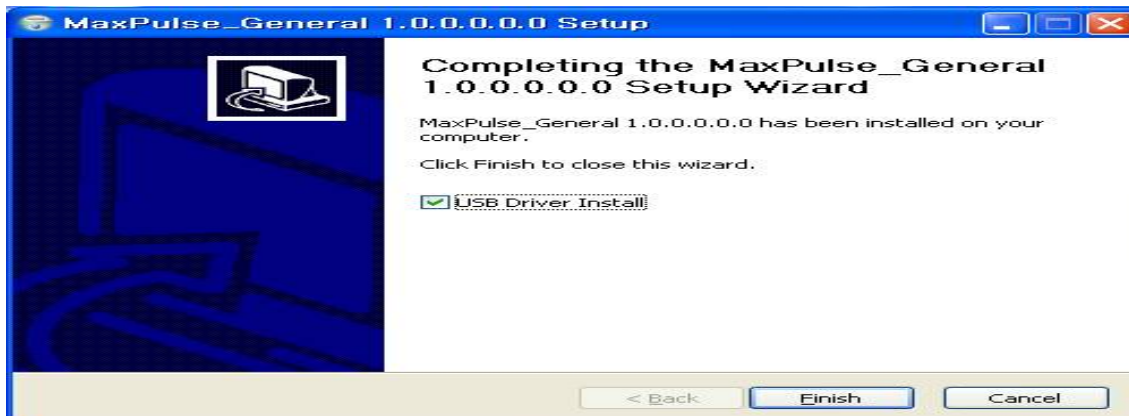 MaxPulse_General 1.0.0.0.0.0 Setup
Completing the MaxPulse_General
1.0.0.0.0.0 Setup Wizard
MaxPulse_General 1.0.0.0.0.0 has been installed on your
computer.
Click Finish to close this wizard.
USB Driver Install
< Back Finish Cancel